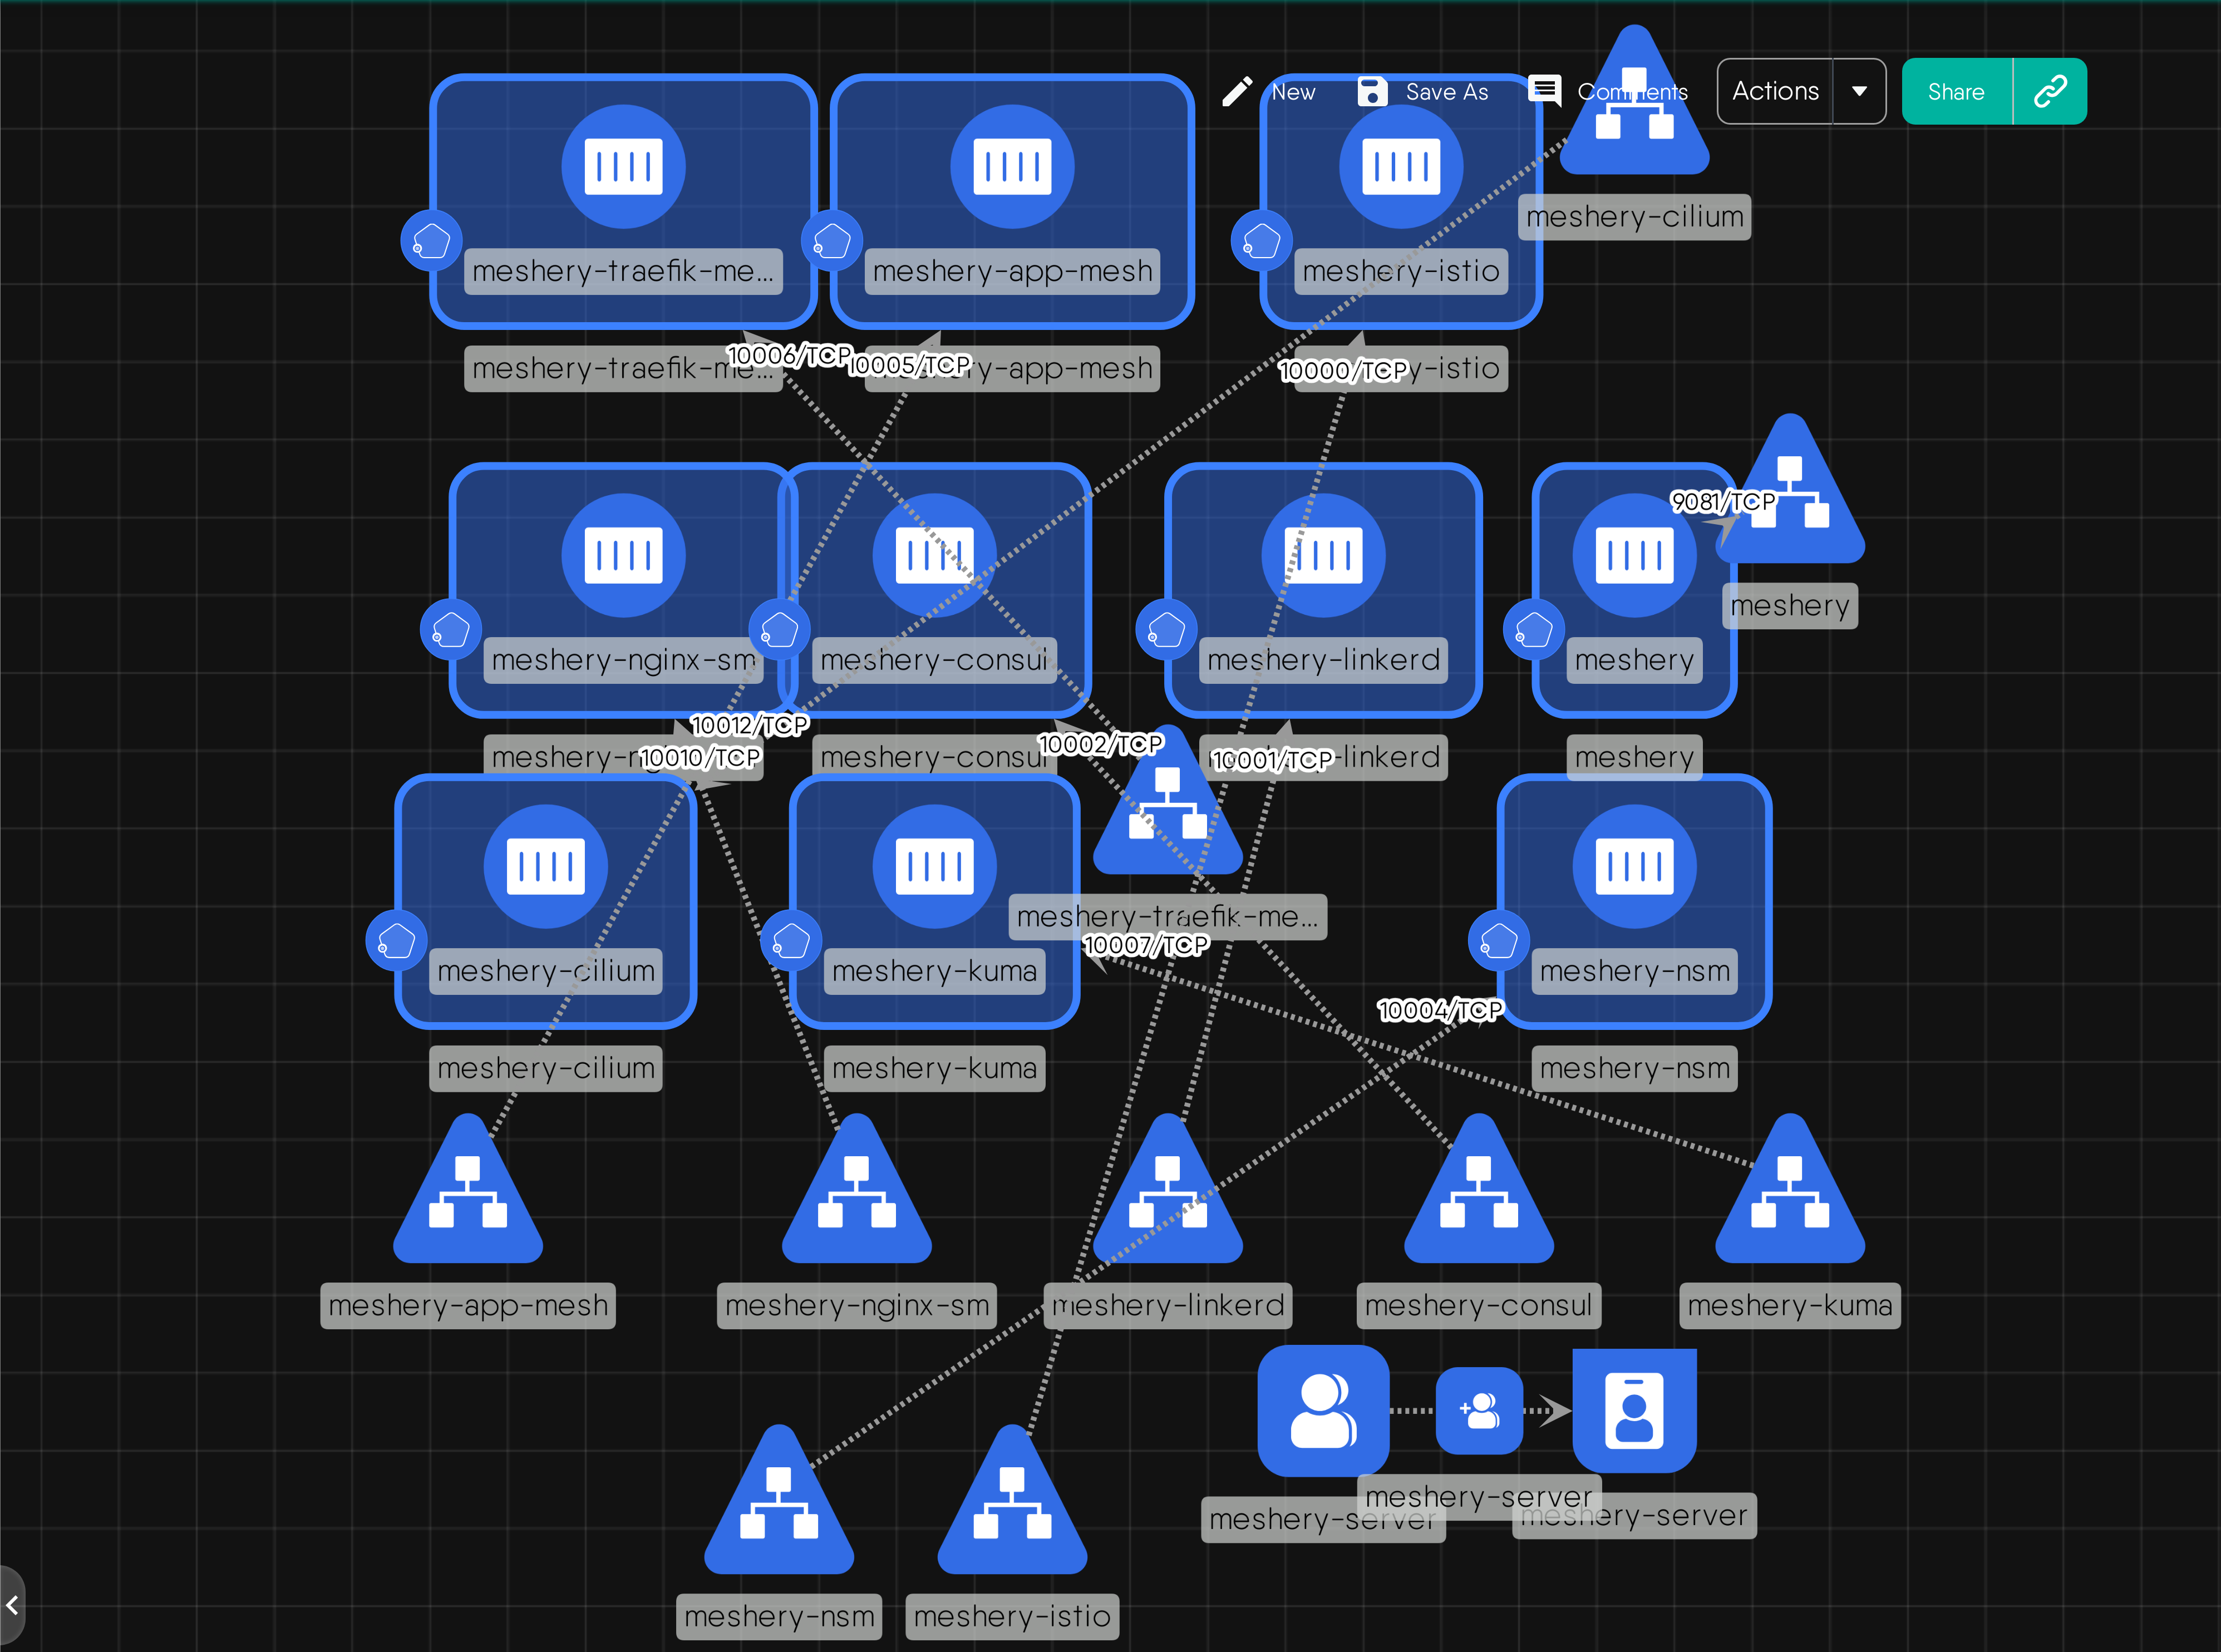 New
Save As
Comments
Actions
Share
meshery-cilium
meshery-traefik-me...
meshery-app-mesh
meshery-istio
meshery-traefik-me...
10006/TCP
10005/TCP
meshery-app-mesh
10000/TCP
meshery-istio
9081/TCP
meshery
meshery-nginx-sm
meshery-consul
meshery-linkerd
meshery
10012/TCP
meshery-nginx-sm
10010/TCP
meshery-consul
10002/TCP
10001/TCP
meshery-linkerd
meshery
meshery-traefik-me...
10007/TCP
meshery-cilium
meshery-kuma
meshery-nsm
10004/TCP
meshery-cilium
meshery-kuma
meshery-nsm
meshery-app-mesh
meshery-nginx-sm
meshery-linkerd
meshery-consul
meshery-kuma
meshery-server
meshery-server
meshery-server
meshery-nsm
meshery-istio